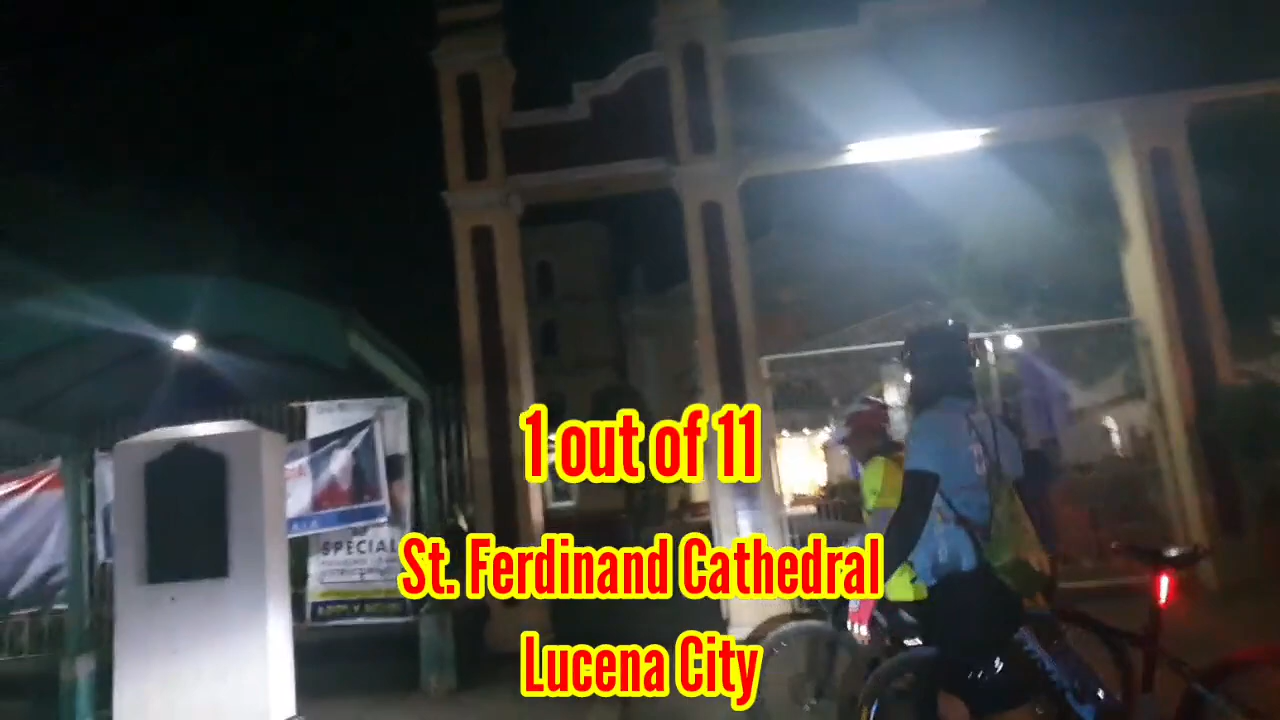 1 out of 11
SPECIAL
St. Ferdinand Cathedral
Lucena City